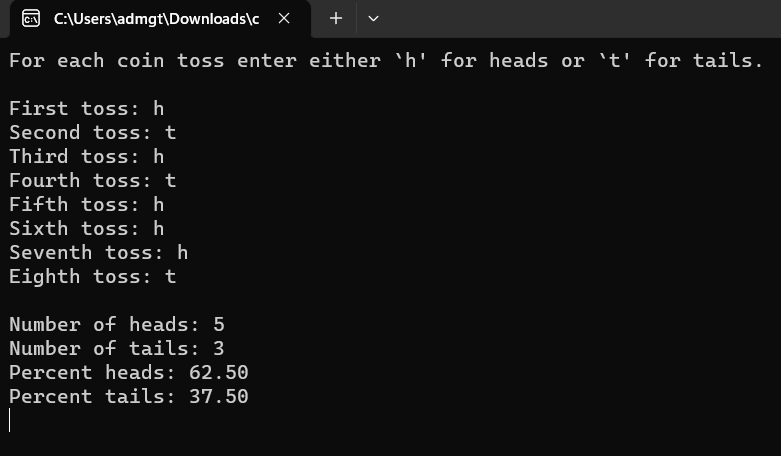 C:\Users\admgt\Downloads\c
For each coin toss enter either `h' for heads or `t' for tails.
First toss: h
Second toss: t
Third toss: h
Fourth toss: t
Fifth toss: h
Sixth toss: h
Seventh toss: h
Eighth toss: t
Number of heads: 5
Number of tails: 3
Percent heads: 62.50
Percent tails: 37.50